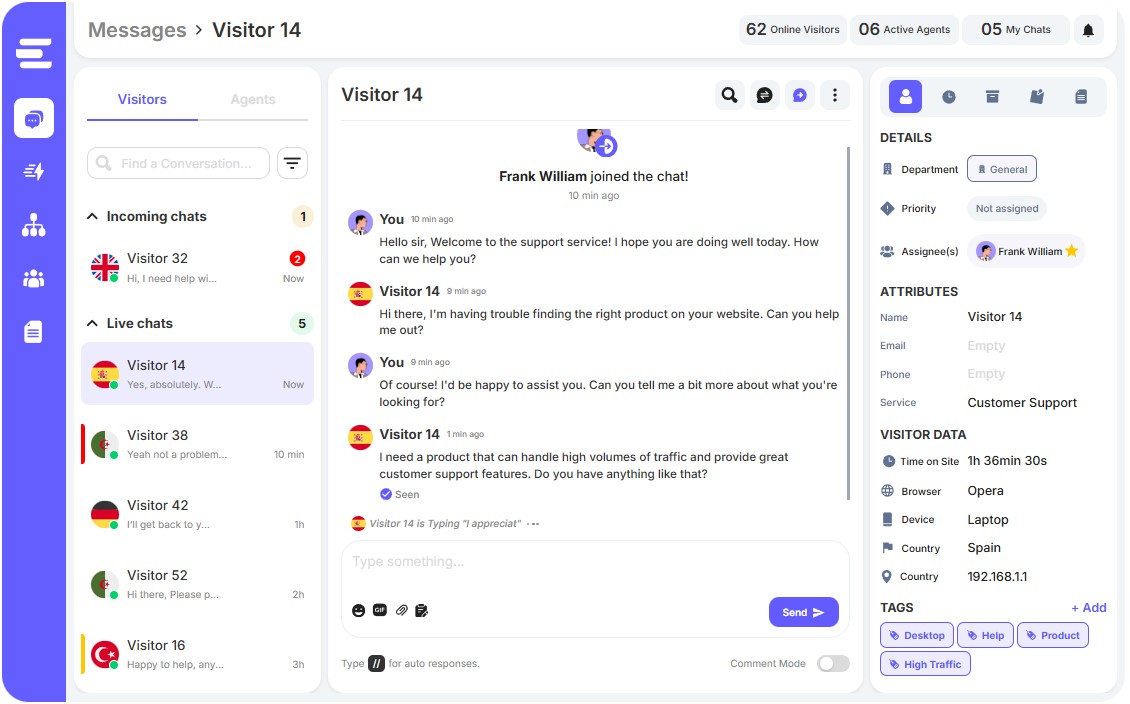 Messages > Visitor 14
62 Online Visitors
06 Active Agents
05 My Chats
Visitors
Agents
Find a Conversation...
Incoming chats
1
Visitor 32
2
Hi, I need help wi...
Now
Live chats
5
Visitor 14
Yes, absolutely. W...
Now
Visitor 38
Yeah not a problem...
10 min
Visitor 42
I'll get back to y...
1h
Visitor 52
Hi there, Please p...
2h
Visitor 16
Happy to help, any...
3h
Visitor 14
Frank William joined the chat!
10 min ago
You 10 min ago
Hello sir, Welcome to the support service! I hope you are doing well today. How
can we help you?
Visitor 14 9 min ago
Hi there, I'm having trouble finding the right product on your website. Can you help
me out?
You 9 min ago
Of course! I'd be happy to assist you. Can you tell me a bit more about what you're
looking for?
Visitor 14 1 min ago
I need a product that can handle high volumes of traffic and provide great
customer support features. Do you have anything like that?
Seen
Visitor 14 is Typing "I appreciat"
Type something...
GIF
Send
Type // for auto responses.
Comment Mode
DETAILS
Department General
Priority Not assigned
Assignee(s) Frank William
ATTRIBUTES
Name Visitor 14
Email Empty
Phone Empty
Service Customer Support
VISITOR DATA
Time on Site 1h 36min 30s
Browser Opera
Device Laptop
Country Spain
Country 192.168.1.1
TAGS + Add
Desktop
Help
Product
High Traffic